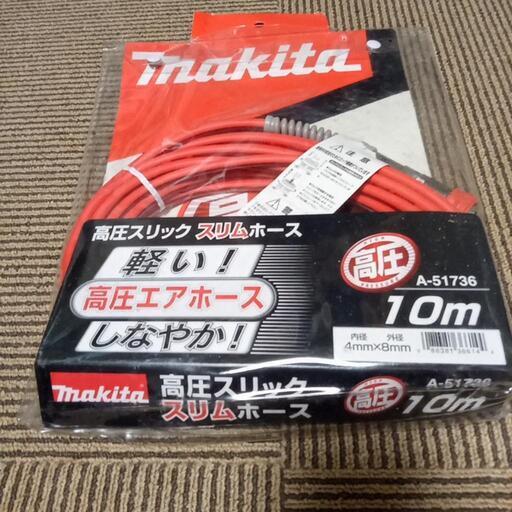 makita
注意
高圧スリック スリムホース
軽い！
高圧エアホース
しなやか！
高圧
A-51736
10m
内径 外径
4mm×8mm
makita
高圧スリック
スリムホース
高圧
A-51736
10m